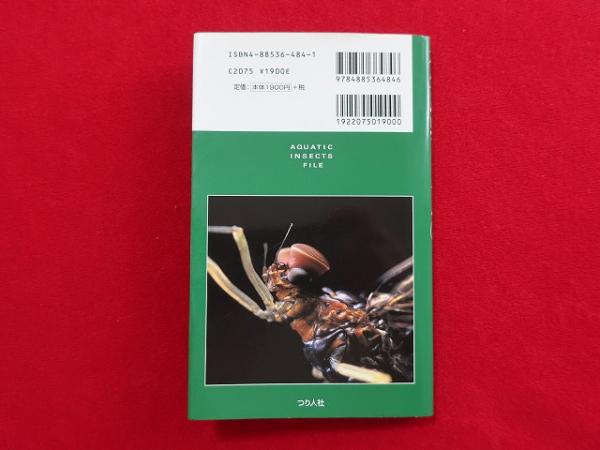 ISBN4-88536-484-1
C2075 ¥1900E
定価:本体1900円+税
9784885364846
1922075019000
AQUATIC
INSECTS
FILE
つり人社